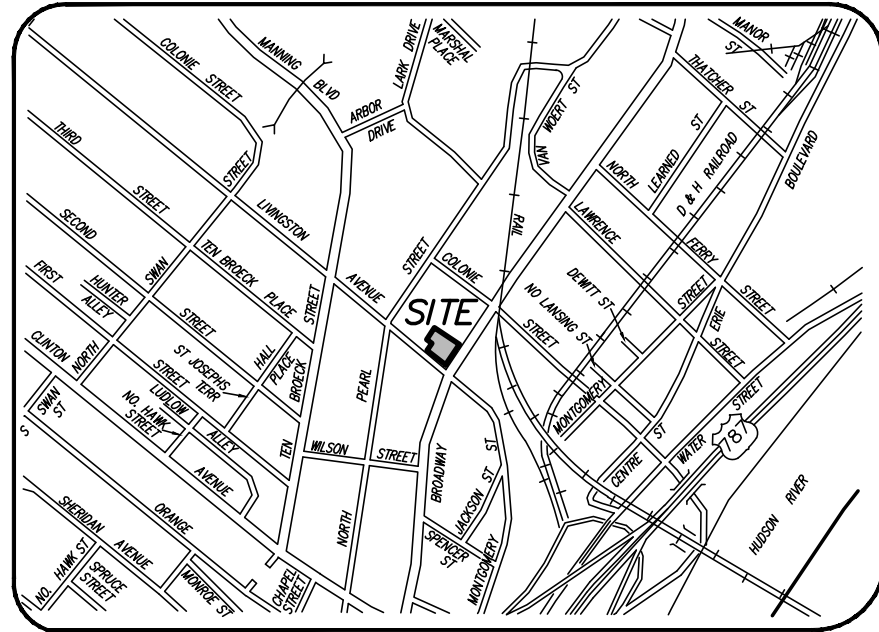 COLONIE STREET
MANNING BLVD
LARK DRIVE
MARSHAL PLACE
MANOR ST
THATCHER ST
ARBOR DRIVE
VAN WOERT ST
THIRD STREET
STREET
NORTH
LEARNED ST
D & H RAILROAD
BOULEVARD
SECOND STREET
LIVINGSTON AVENUE
RAIL
LAWRENCE
FERRY STREET
FIRST
HUNTER ALLEY
SWAN
TEN BROECK PLACE
STREET
STREET
COLONIE
DEWITT ST
NO LANSING ST
STREET
STREET
ERIE
STREET
SITE
CLINTON
NORTH
ST JOSEPHS TERR
HALL PLACE
STREET
LUDLOW ALLEY
NO. HAWK STREET
SWAN ST
S
BROECK
TEN
PEARL
MONTGOMERY
STREET
WATER
787
CENTRE ST
WILSON STREET
AVENUE
BROADWAY
JACKSON ST
ST
HUDSON RIVER
ORANGE
SHERIDAN AVENUE
NORTH
SPENCER ST
MONTGOMERY
NO. HAWK ST
SPRUCE STREET
MONROE ST
CHAPEL STREET